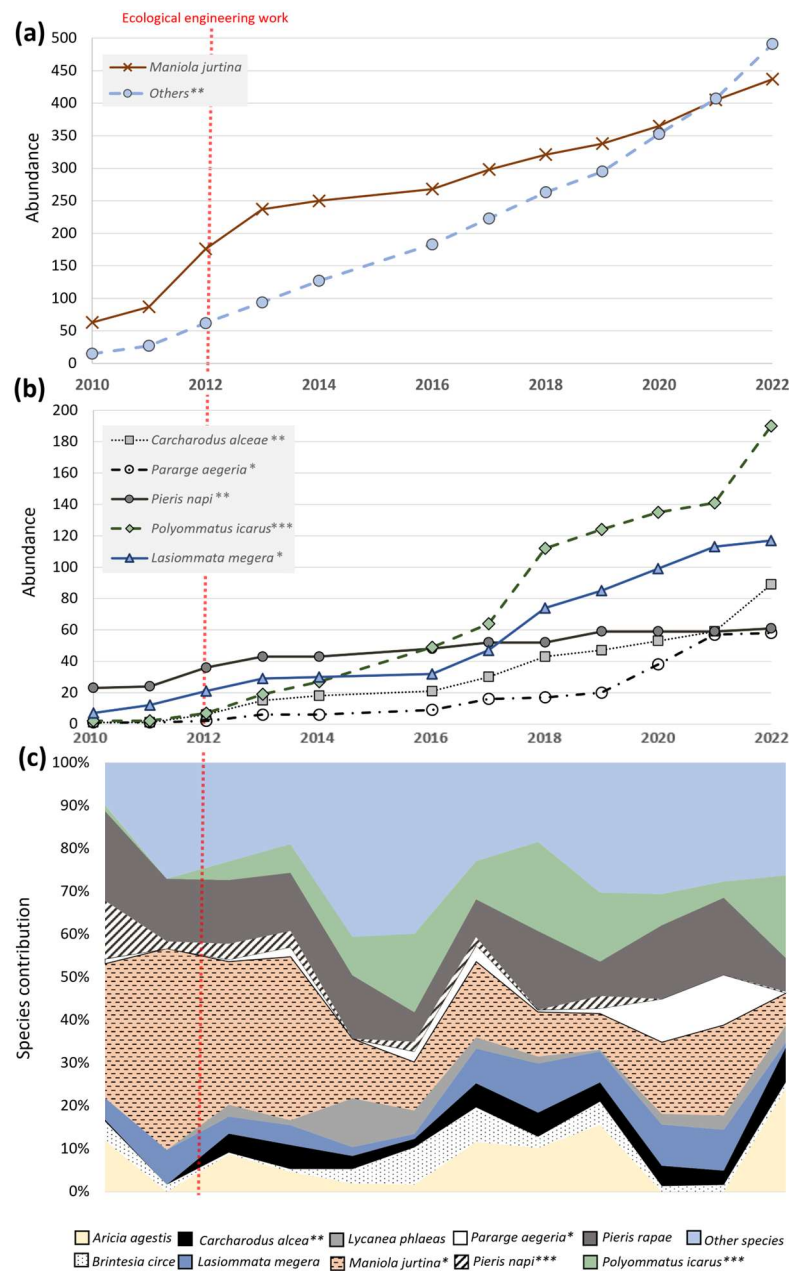 Ecological engineering work
(a)
500
450
400
350
300
250
200
150
100
50
0
Abundance
Maniola jurtina
Others**
2010 2012 2014 2016 2018 2020 2022
(b)
200
180
160
140
120
100
80
60
40
20
0
Abundance
Carcharodus alceae **
Pararge aegeria *
Pieris napi **
Polyommatus icarus***
Lasiommata megera *
2010 2012 2014 2016 2018 2020 2022
(c)
100%
90%
80%
70%
60%
50%
40%
30%
20%
10%
0%
Species contribution
Aricia agestis Carcharodus alcea** Lycanea phlaeas Pararge aegeria* Pieris rapae Other species
Brintesia circe Lasiommata megera Maniola jurtina* Pieris napi*** Polyommatus icarus***